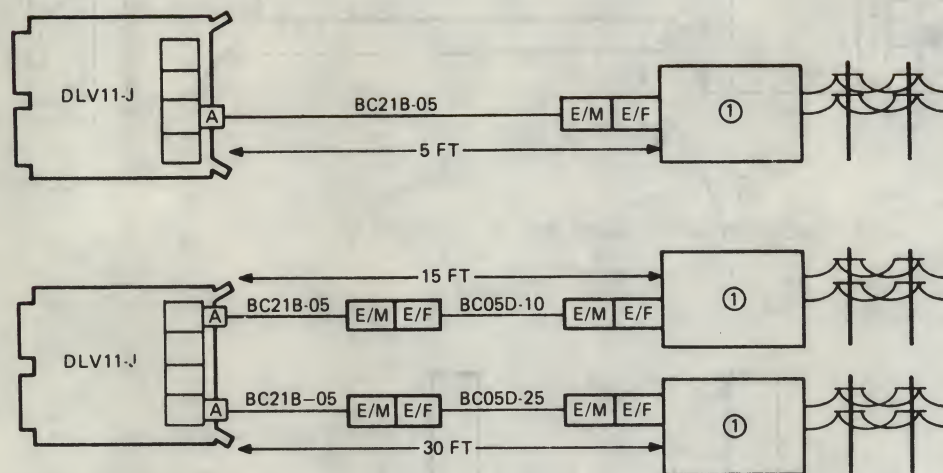 DLV11-J
A
BC21B-05
E/M E/F
①
5 FT
15 FT
A
BC21B-05
E/M E/F
BC05D-10
E/M E/F
①
DLV11-J
A
BC21B-05
E/M E/F
BC05D-25
E/M E/F
①
30 FT